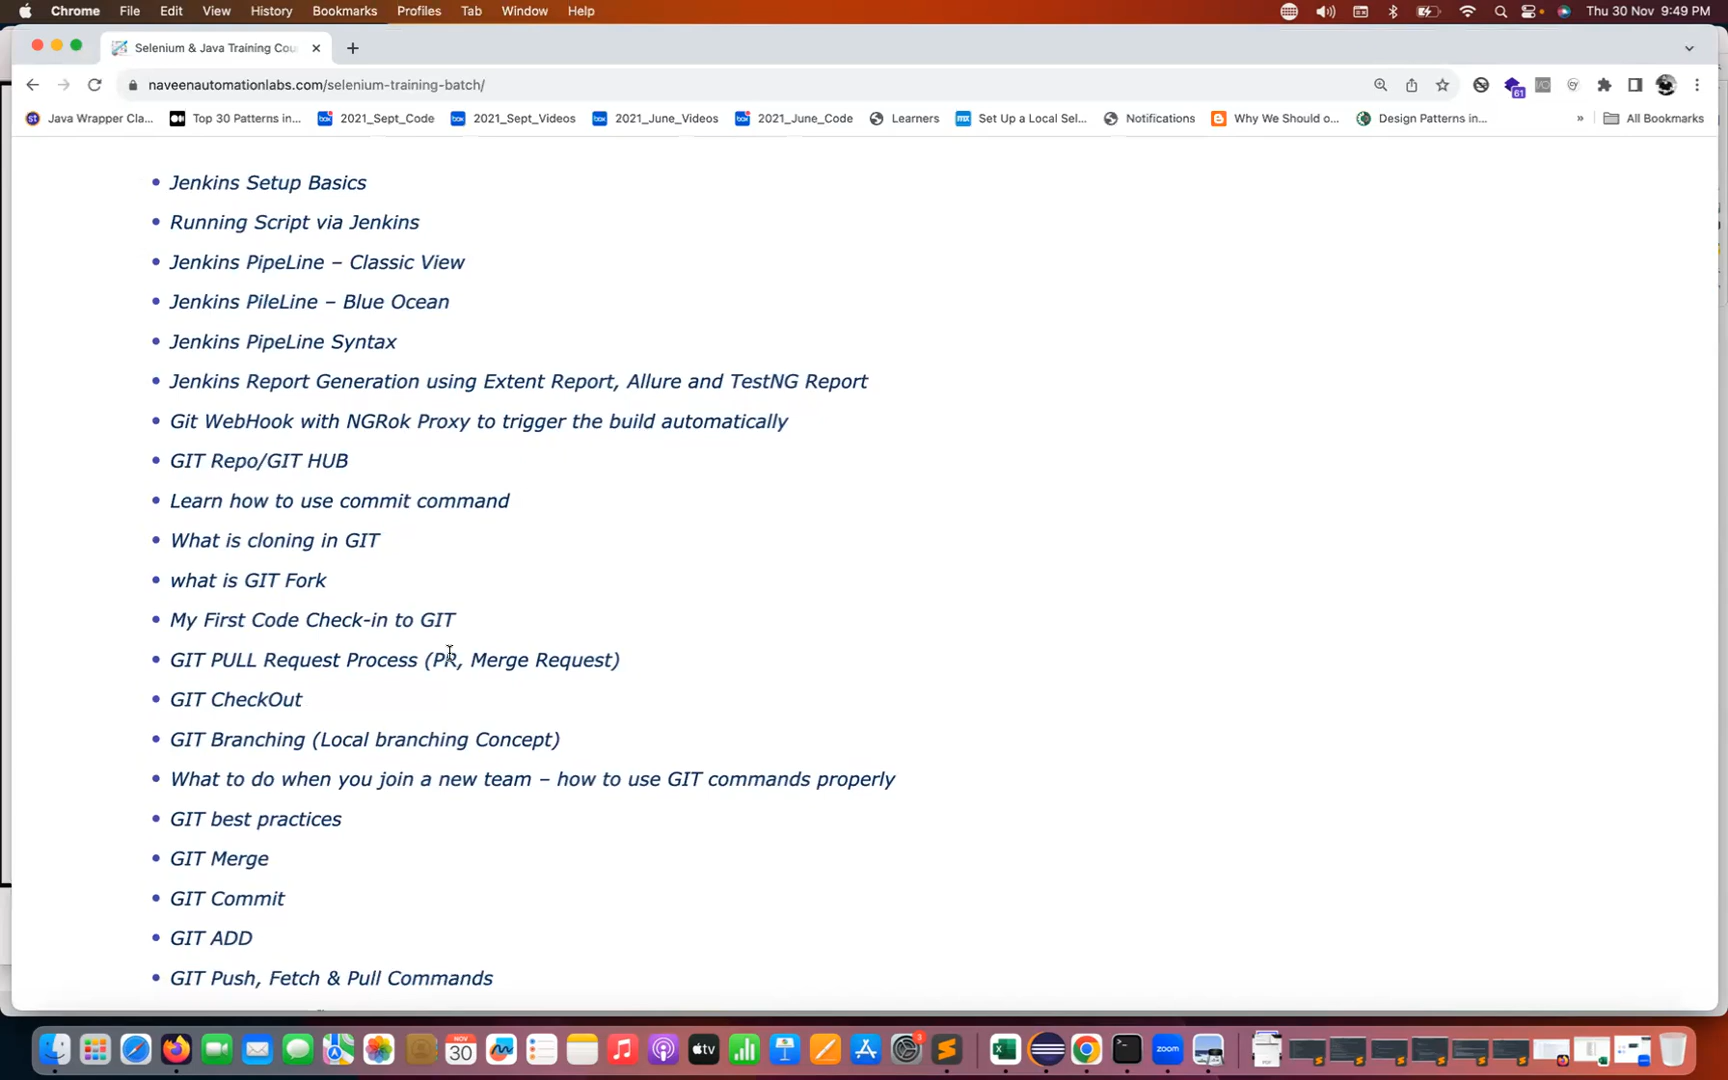 Chrome File Edit View History Bookmarks Profiles Tab Window Help Thu 30 Nov 9:49 PM
Selenium & Java Training Cou
naveenautomationlabs.com/selenium-training-batch/
61
Java Wrapper Cla... Top 30 Patterns in... 2021_Sept_Code 2021_Sept_Videos 2021_June_Videos 2021_June_Code Learners Set Up a Local Sel... Notifications Why We Should o... Design Patterns in... » All Bookmarks
• Jenkins Setup Basics
• Running Script via Jenkins
• Jenkins PipeLine – Classic View
• Jenkins PileLine – Blue Ocean
• Jenkins PipeLine Syntax
• Jenkins Report Generation using Extent Report, Allure and TestNG Report
• Git WebHook with NGRok Proxy to trigger the build automatically
• GIT Repo/GIT HUB
• Learn how to use commit command
• What is cloning in GIT
• what is GIT Fork
• My First Code Check-in to GIT
• GIT PULL Request Process (PR, Merge Request)
• GIT CheckOut
• GIT Branching (Local branching Concept)
• What to do when you join a new team – how to use GIT commands properly
• GIT best practices
• GIT Merge
• GIT Commit
• GIT ADD
• GIT Push, Fetch & Pull Commands
NOV
30
tv
3
zoom